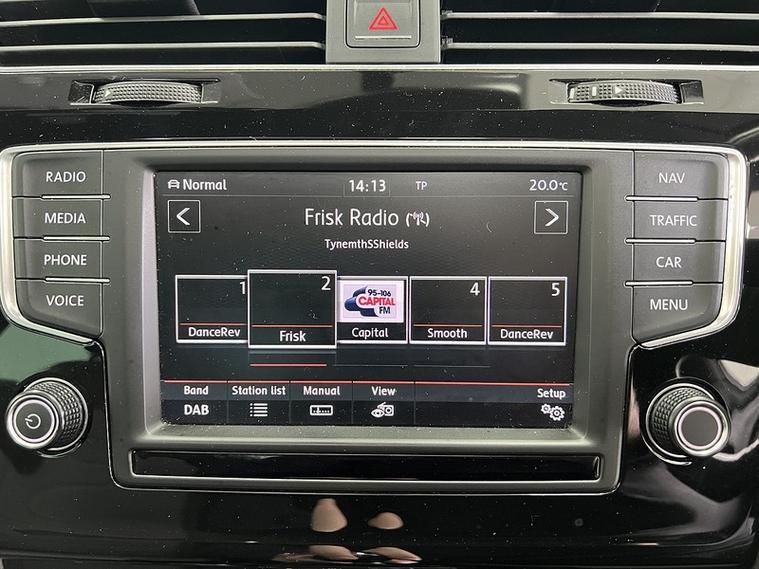 RADIO
MEDIA
PHONE
VOICE
Normal 14:13 TP 20.0°C
Frisk Radio
TynemthSShields
1 2 4 5
95-106
CAPITAL
FM
DanceRev Frisk Capital Smooth DanceRev
Band Station list Manual View Setup
DAB
NAV
TRAFFIC
CAR
MENU